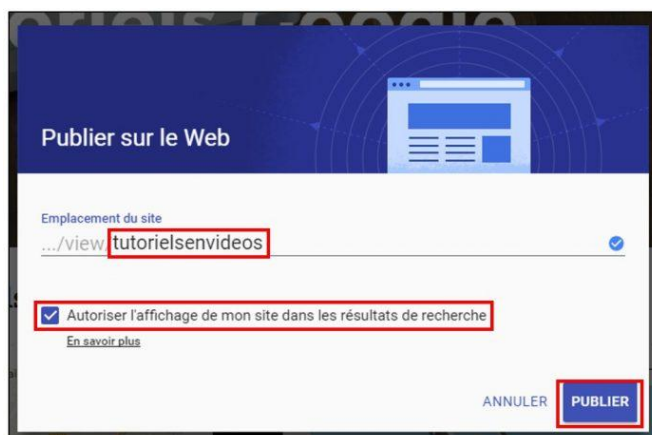 Publier sur le Web
Emplacement du site
.../view/tutorielsenvideos
Autoriser l'affichage de mon site dans les résultats de recherche
En savoir plus
ANNULER PUBLIER